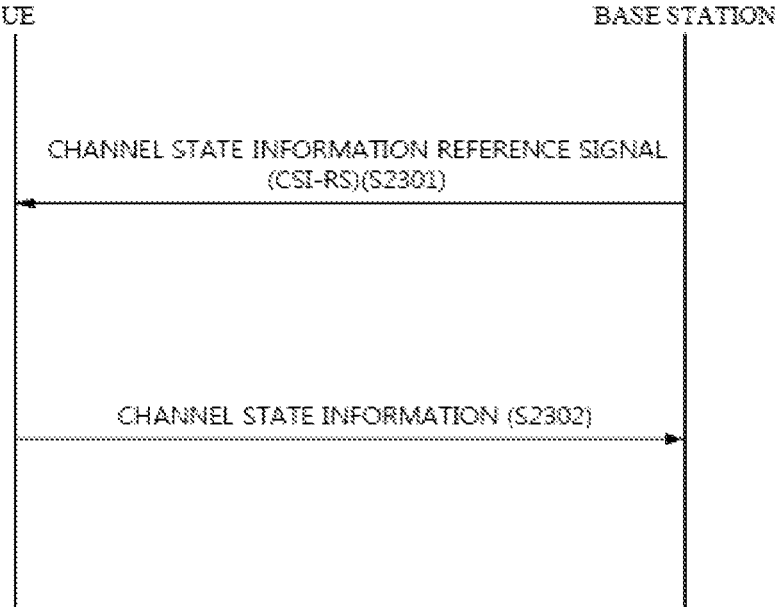 UE
BASE STATION
CHANNEL STATE INFORMATION REFERENCE SIGNAL
(CSI-RS)(S2301)
CHANNEL STATE INFORMATION (S2302)